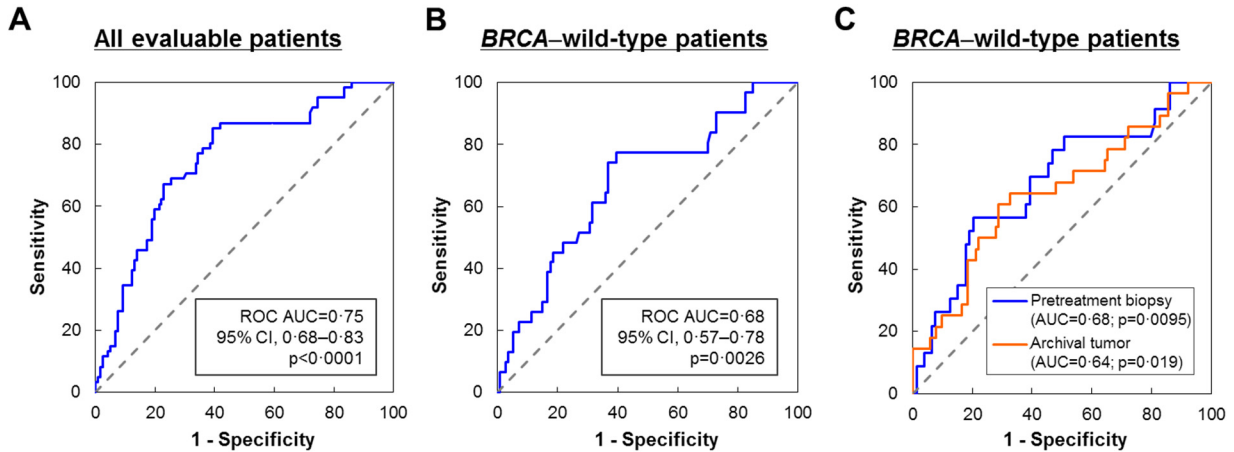 A
All evaluable patients
Sensitivity
100
80
60
40
20
0
ROC AUC=0·75
95% CI, 0·68–0·83
p<0·0001
0 20 40 60 80 100
1 - Specificity
B
BRCA–wild-type patients
Sensitivity
100
80
60
40
20
0
ROC AUC=0·68
95% CI, 0·57–0·78
p=0·0026
0 20 40 60 80 100
1 - Specificity
C
BRCA–wild-type patients
Sensitivity
100
80
60
40
20
0
Pretreatment biopsy
(AUC=0·68; p=0·0095)
Archival tumor
(AUC=0·64; p=0·019)
0 20 40 60 80 100
1 - Specificity